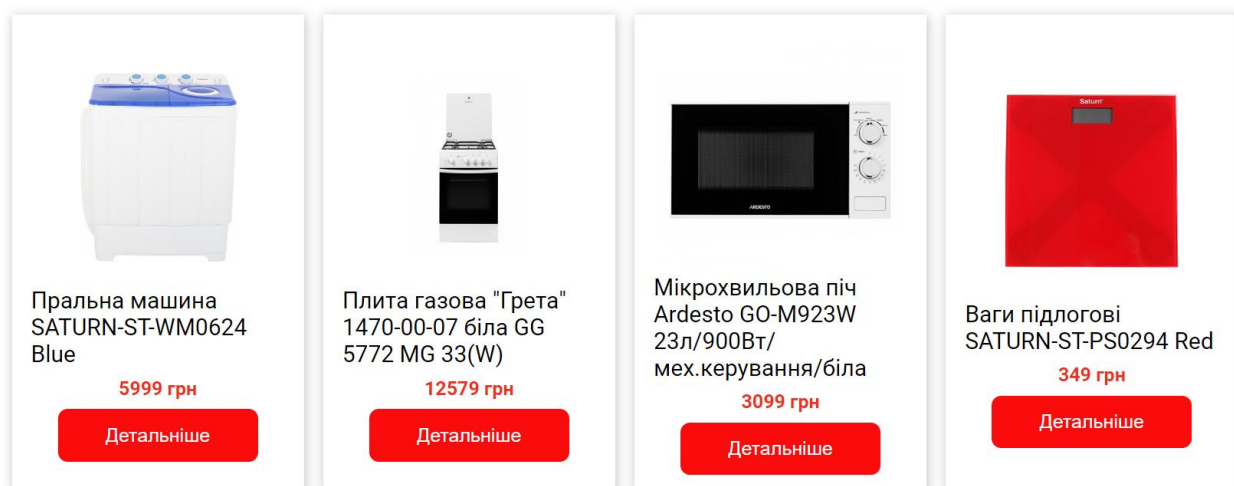 Пральна машина
SATURN-ST-WM0624
Blue
5999 грн
Детальніше
Плита газова "Грета"
1470-00-07 біла GG
5772 MG 33(W)
12579 грн
Детальніше
ARDESTO
Мікрохвильова піч
Ardesto GO-M923W
23л/900Вт/
мех.керування/біла
3099 грн
Детальніше
Saturn
Ваги підлогові
SATURN-ST-PS0294 Red
349 грн
Детальніше